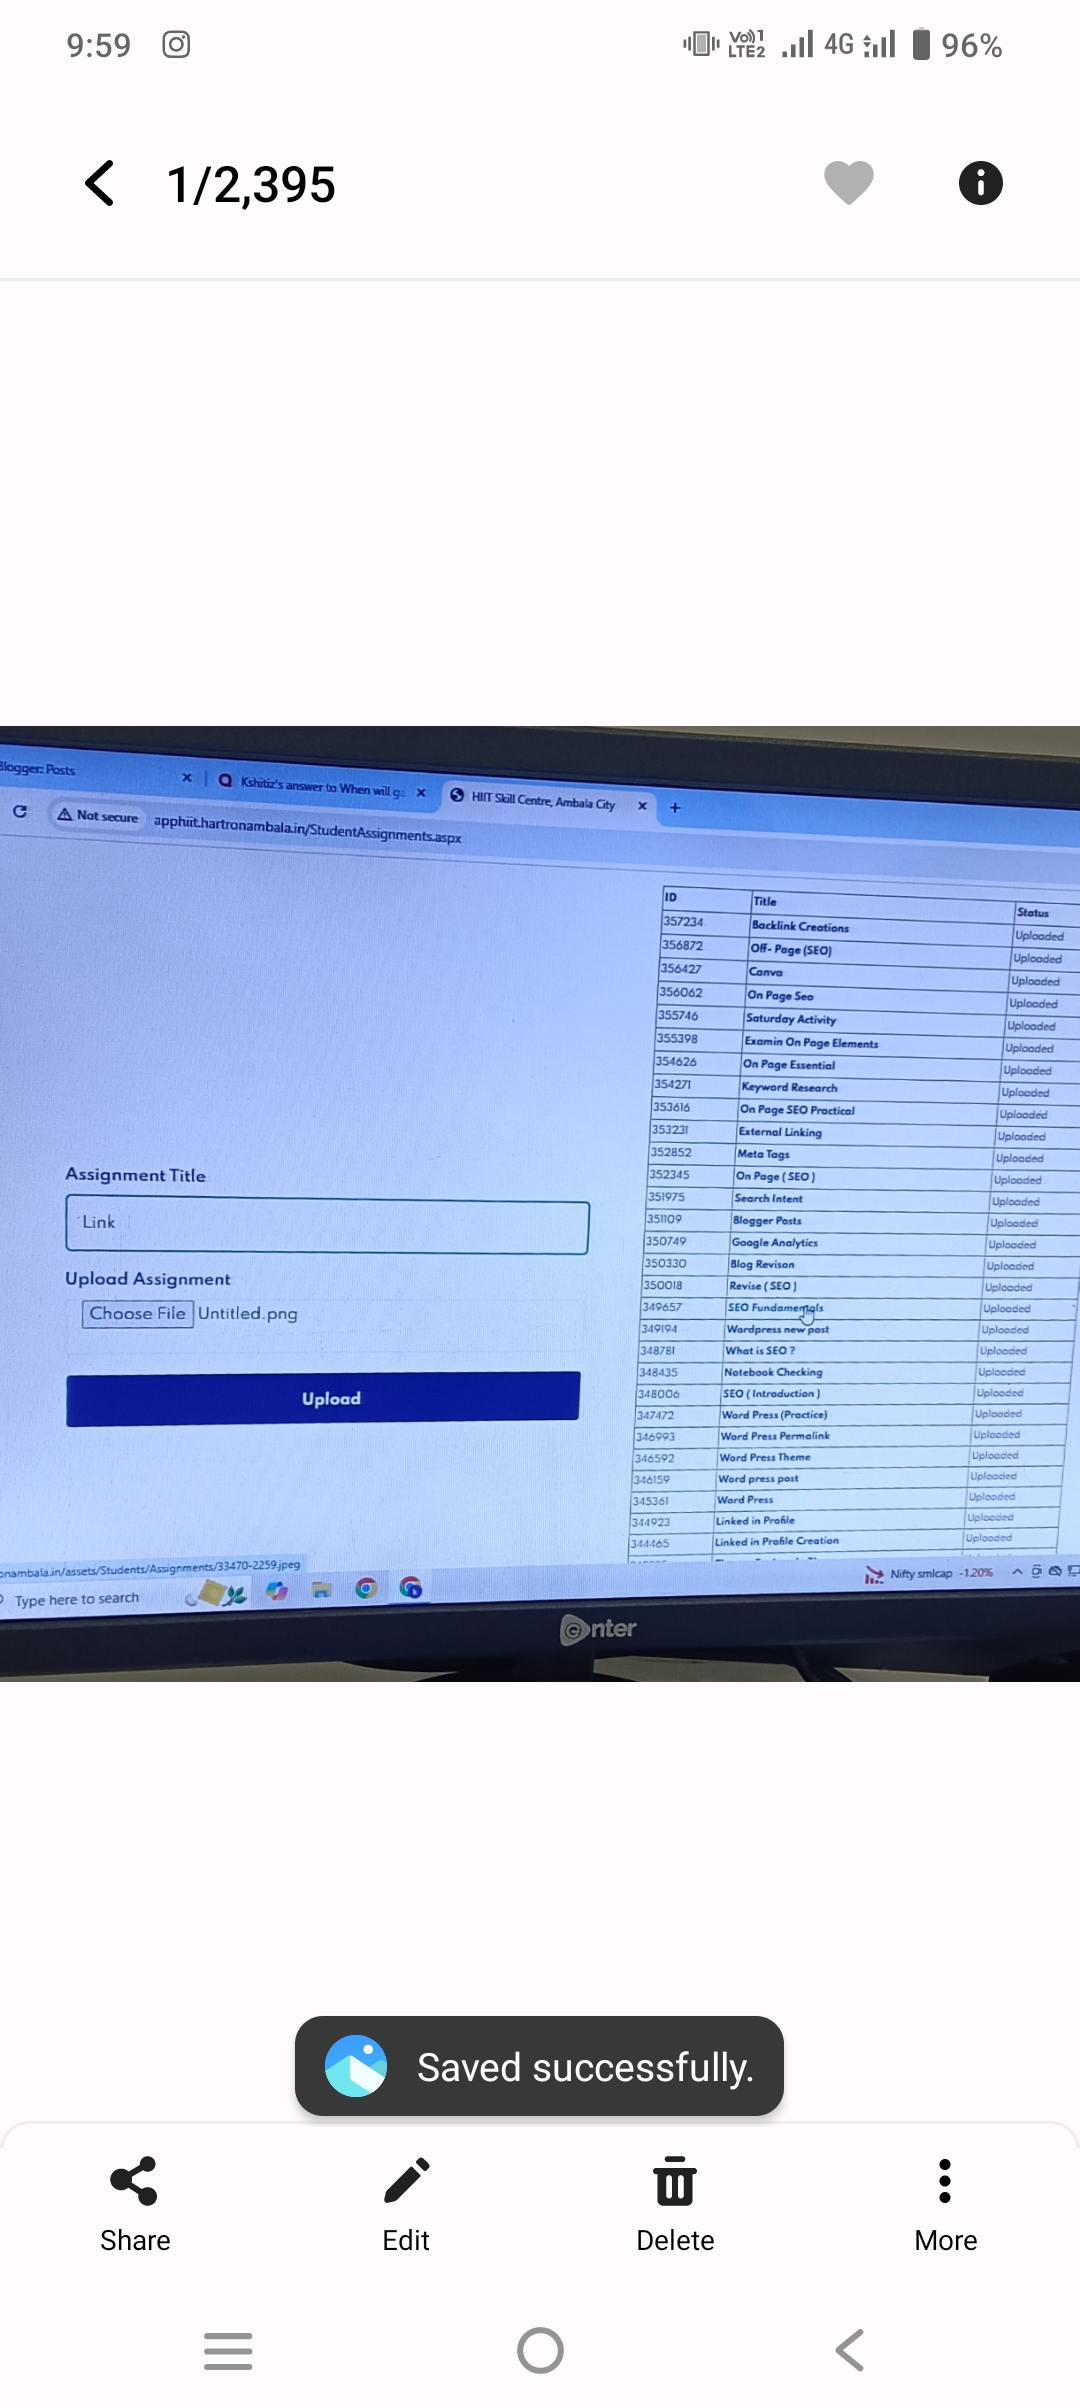 9:59
Vo))1
LTE2
4G
96%
1/2,395
Blogger: Posts
Kshitiz's answer to When will g
HIIT Skill Centre, Ambala City
Not secure
apphiit.hartronambala.in/StudentAssignments.aspx
ID Title Status
357234 Backlink Creations Uploaded
356872 Off- Page (SEO) Uploaded
356427 Canva Uploaded
356062 On Page Seo Uploaded
355746 Saturday Activity Uploaded
355398 Examin On Page Elements Uploaded
354626 On Page Essential Uploaded
354271 Keyword Research Uploaded
353616 On Page SEO Practical Uploaded
353231 External Linking Uploaded
352852 Meta Tags Uploaded
352345 On Page ( SEO ) Uploaded
351975 Search Intent Uploaded
351109 Blogger Posts Uploaded
350749 Google Analytics Uploaded
350330 Blog Revison Uploaded
350018 Revise ( SEO ) Uploaded
349657 SEO Fundamentals Uploaded
349194 Wordpress new post Uploaded
348781 What is SEO ? Uploaded
348435 Notebook Checking Uploaded
348006 SEO ( Introduction ) Uploaded
347472 Word Press (Practice) Uploaded
346993 Word Press Permalink Uploaded
346592 Word Press Theme Uploaded
346159 Word press post Uploaded
345361 Word Press Uploaded
344923 Linked in Profile Uploaded
344465 Linked in Profile Creation Uploaded
Assignment Title
Link
Upload Assignment
Choose File Untitled.png
Upload
onambala.in/assets/Students/Assignments/33470-2259.jpeg
Type here to search
Nifty smlcap -1.20%
enter
Saved successfully.
Share
Edit
Delete
More